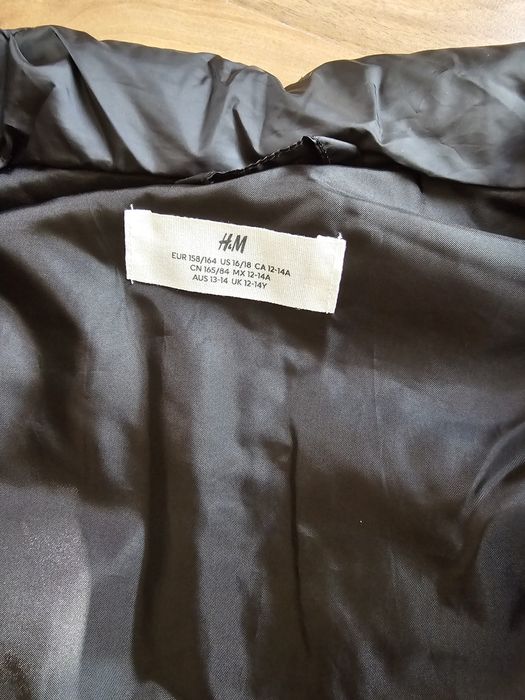 H&M
EUR 158/164 US 16/18 CA 12-14A
CN 165/84 MX 12-14A
AUS 13-14 UK 12-14Y